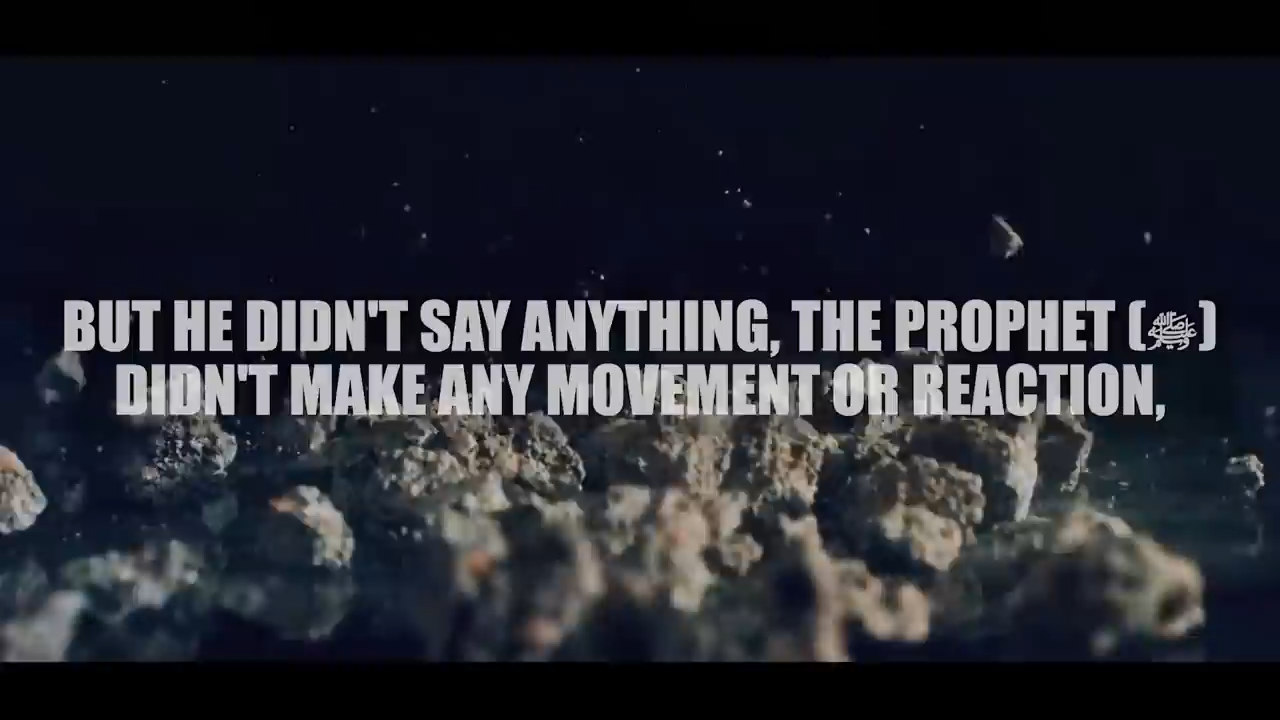 BUT HE DIDN'T SAY ANYTHING, THE PROPHET (ﷺ)
DIDN'T MAKE ANY MOVEMENT OR REACTION,